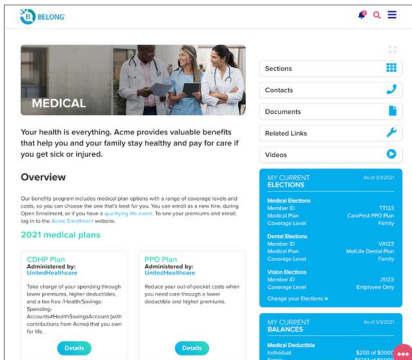 BELONG
MEDICAL
Your health is everything. Acme provides valuable benefits
that help you and your family stay healthy and pay for care if
you get sick or injured.
Overview
Our benefits program includes medical plan options with a range of coverage levels and
costs, so you can choose the one that's best for you. You can enroll as a new hire, during
Open Enrollment, or if you have a qualifying life event. To see your premiums and enroll,
log in to the Acme Enrollment website.
2021 medical plans
CDHP Plan
Administered by:
UnitedHealthcare
Take charge of your spending through
lower premiums, higher deductibles,
and a tax-free /Health/Savings
Spending-
Accounts#HealthSavingsAccount (with
contributions from Acme) that you own
for life.
Details
PPO Plan
Administered by:
UnitedHealthcare
Reduce your out-of-pocket costs when
you need care through a lower
deductible and higher premiums.
Details
Sections
Contacts
Documents
Related Links
Videos
MY CURRENT As of 3/3/2021
ELECTIONS
Medical Elections
Member ID TT123
Medical Plan CareFirst PPO Plan
Coverage Level Family
Dental Elections
Member ID VA123
Medical Plan MetLife Dental Plan
Coverage Level Family
Vision Elections
Member ID JS123
Coverage Level Employee Only
Change your Elections »
MY CURRENT As of 3/3/2021
BALANCES
Medical Deductible
Individual $200 of $3000